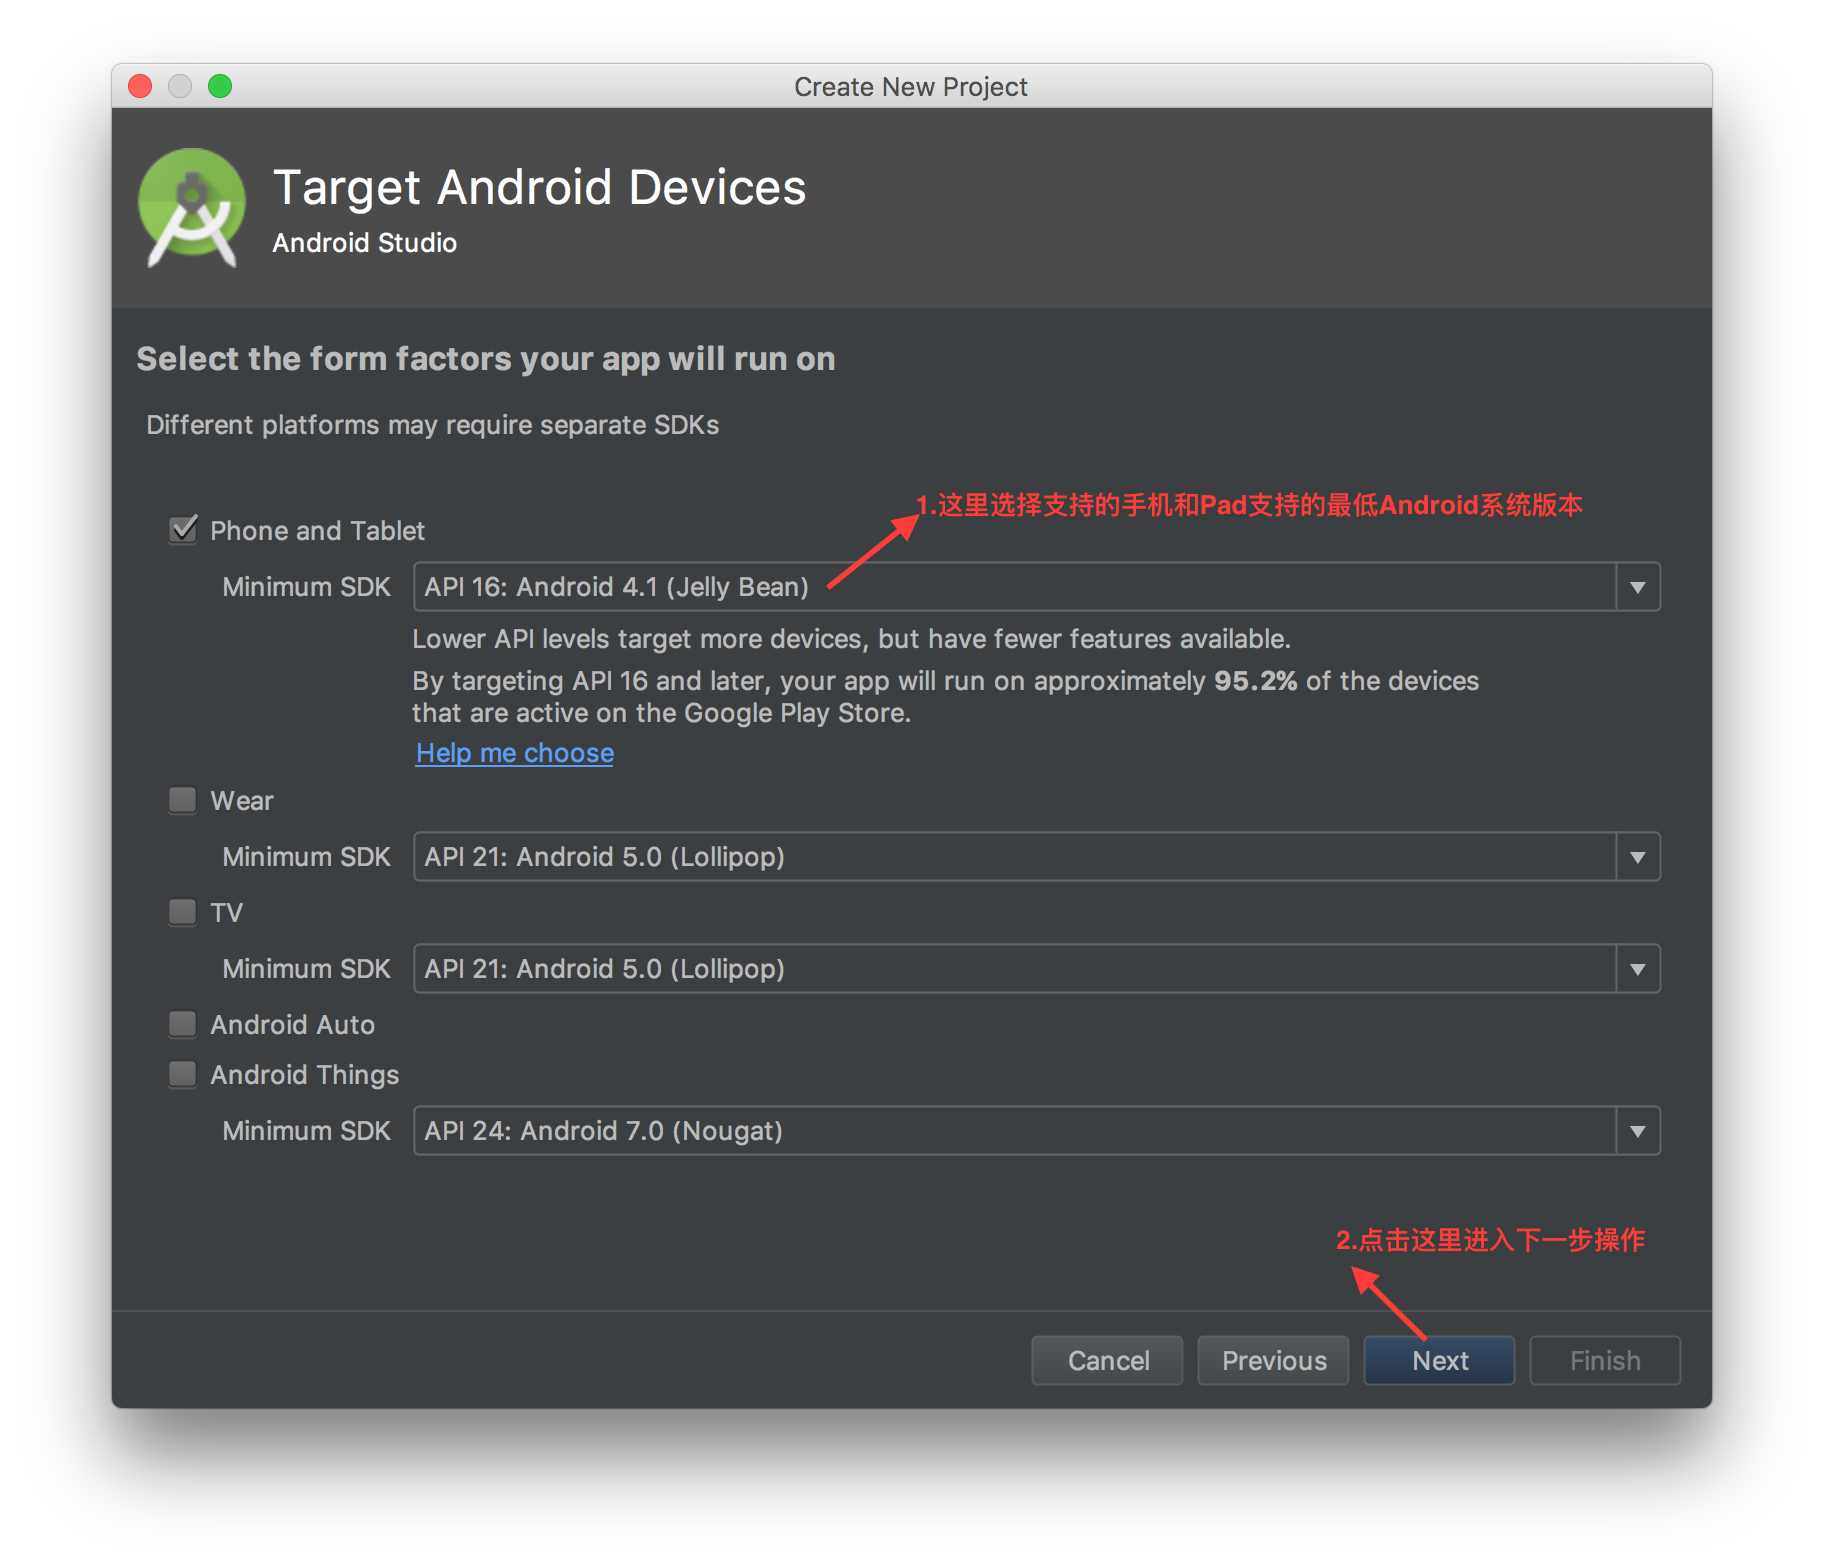 Create New Project
Target Android Devices
Android Studio
Select the form factors your app will run on
Different platforms may require separate SDKs
1.这里选择支持的手机和Pad支持的最低Android系统版本
Phone and Tablet
Minimum SDK API 16: Android 4.1 (Jelly Bean)
Lower API levels target more devices, but have fewer features available.
By targeting API 16 and later, your app will run on approximately 95.2% of the devices
that are active on the Google Play Store.
Help me choose
Wear
Minimum SDK API 21: Android 5.0 (Lollipop)
TV
Minimum SDK API 21: Android 5.0 (Lollipop)
Android Auto
Android Things
Minimum SDK API 24: Android 7.0 (Nougat)
2.点击这里进入下一步操作
Cancel Previous Next Finish